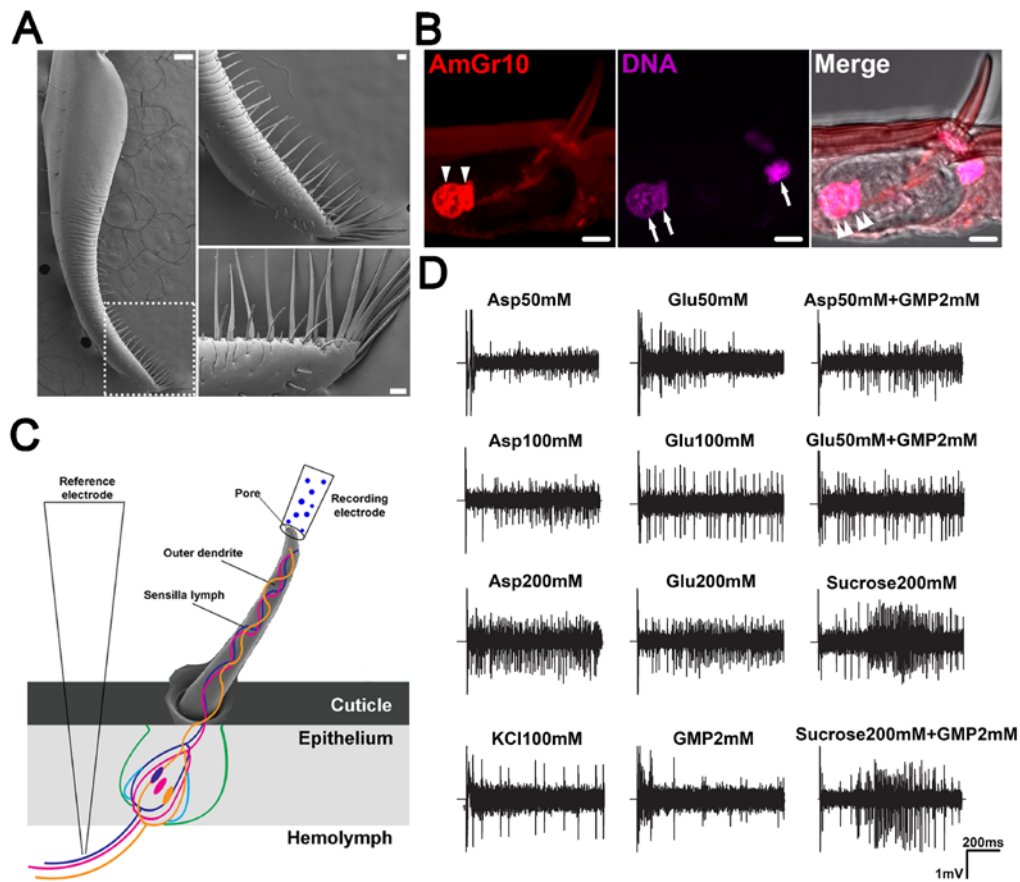 A
B
AmGr10
DNA
Merge
C
Reference
electrode
Pore
Recording
electrode
Outer dendrite
Sensilla lymph
Cuticle
Epithelium
Hemolymph
D
Asp50mM
Glu50mM
Asp50mM+GMP2mM
Asp100mM
Glu100mM
Glu50mM+GMP2mM
Asp200mM
Glu200mM
Sucrose200mM
KCl100mM
GMP2mM
Sucrose200mM+GMP2mM
200ms
1mV